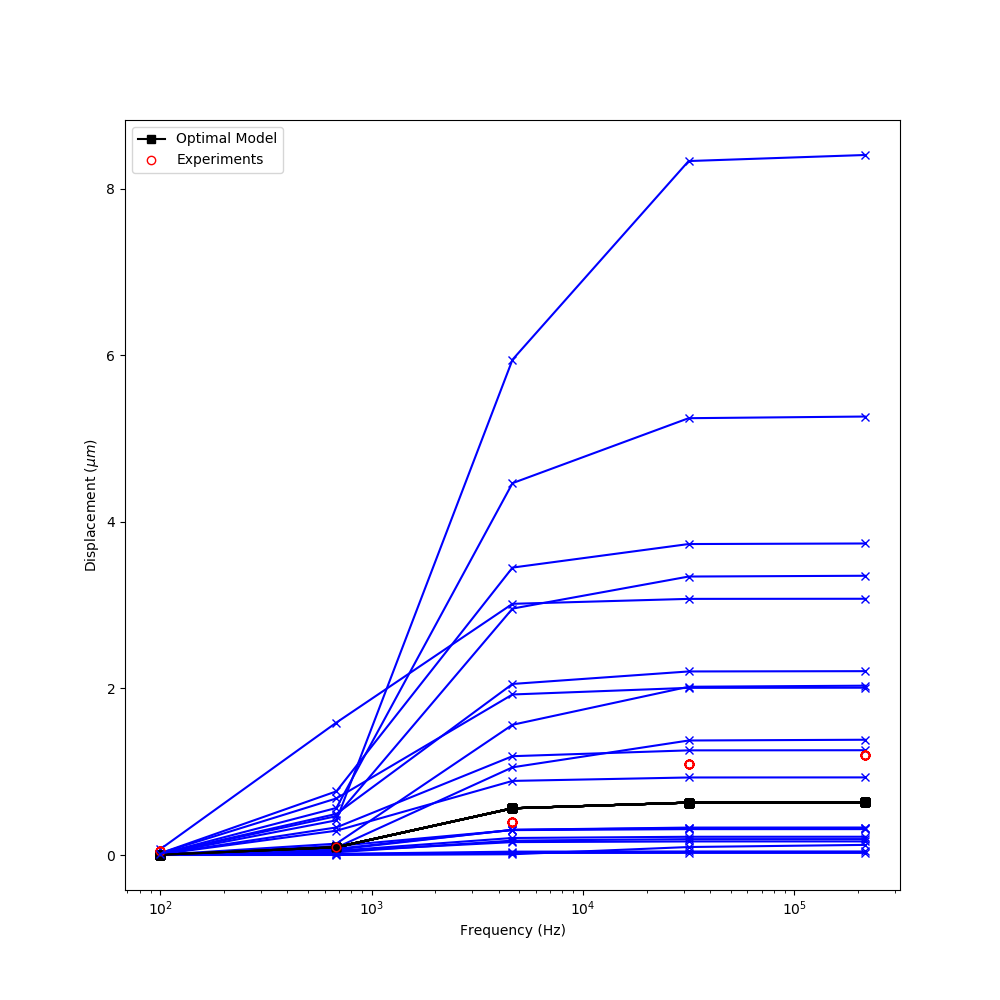 Optimal Model
Experiments
8
6
4
2
0
Displacement (μm)
10²
10³
10⁴
10⁵
Frequency (Hz)